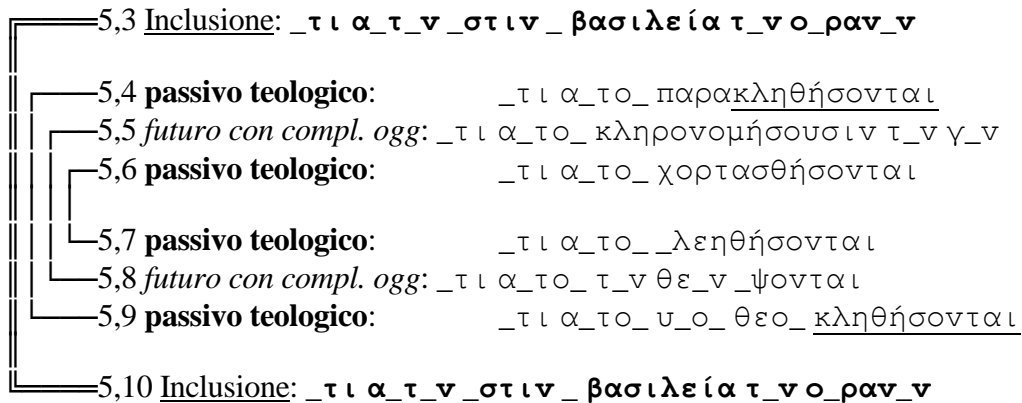 5,3 Inclusione: _τι α_τ_ν _στιν _ βασιλεία τ_ν ο_ραν_ν
5,4 passivo teologico: _τι α_το_ παρακληθήσονται
5,5 futuro con compl. ogg: _τι α_το_ κληρονομήσουσιν τ_ν γ_ν
5,6 passivo teologico: _τι α_το_ χορτασθήσονται
5,7 passivo teologico: _τι α_το_ _λεηθήσονται
5,8 futuro con compl. ogg: _τι α_το_ τ_ν θε_ν _ψονται
5,9 passivo teologico: _τι α_το_ υ_ο_ θεο_ κληθήσονται
5,10 Inclusione: _τι α_τ_ν _στιν _ βασιλεία τ_ν ο_ραν_ν